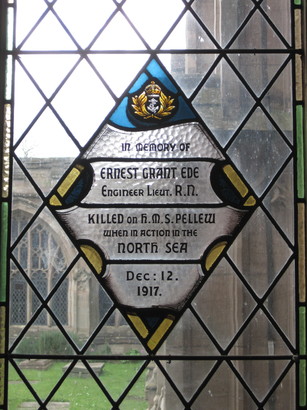 IN MEMORY OF
ERNEST GRANT EDE
Engineer Lieut. R.N.
KILLED on H.M.S. PELLEW
WHEN IN ACTION IN THE
NORTH SEA
Dec: 12.
1917.